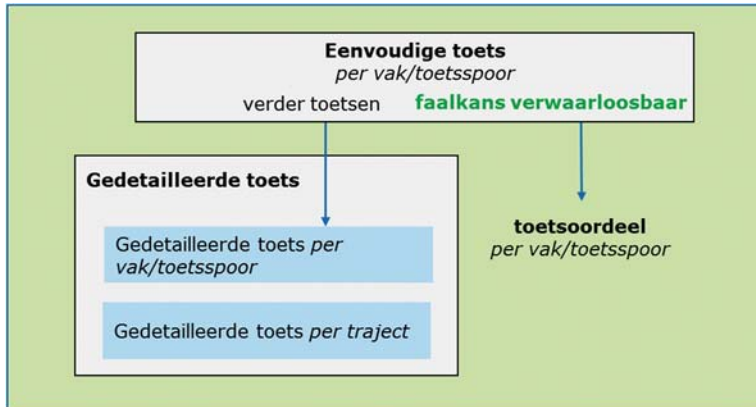 Eenvoudige toets
per vak/toetsspoor
verder toetsen faalkans verwaarloosbaar
Gedetailleerde toets
Gedetailleerde toets per
vak/toetsspoor
Gedetailleerde toets per traject
toetsoordeel
per vak/toetsspoor